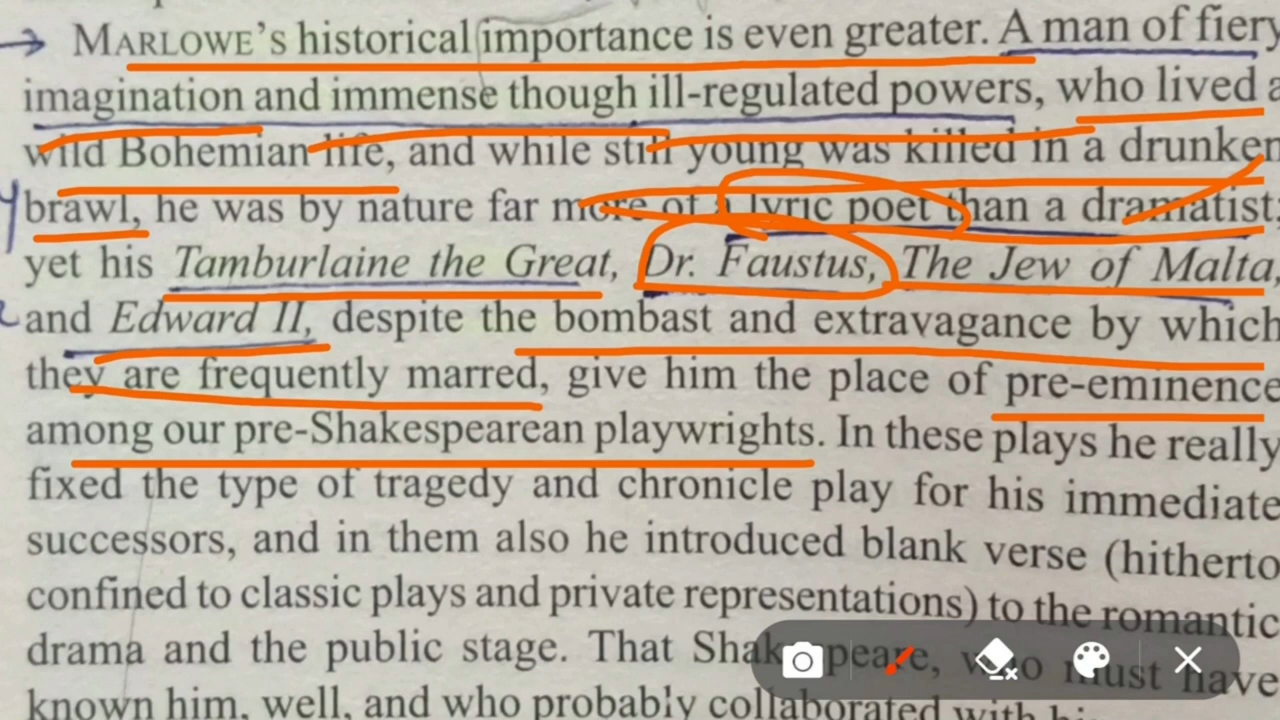 MARLOWE'S historical importance is even greater. A man of fiery
imagination and immense though ill-regulated powers, who lived a
wild Bohemian life, and while still young was killed in a drunken
brawl, he was by nature far more of a lyric poet than a dramatist:
yet his Tamburlaine the Great, Dr. Faustus, The Jew of Malta,
and Edward II, despite the bombast and extravagance by which
they are frequently marred, give him the place of pre-eminence
among our pre-Shakespearean playwrights. In these plays he really
fixed the type of tragedy and chronicle play for his immediate
successors, and in them also he introduced blank verse (hitherto
confined to classic plays and private representations) to the romantic
drama and the public stage. That Shakespeare, who must have
known him, well, and who probably collaborated with